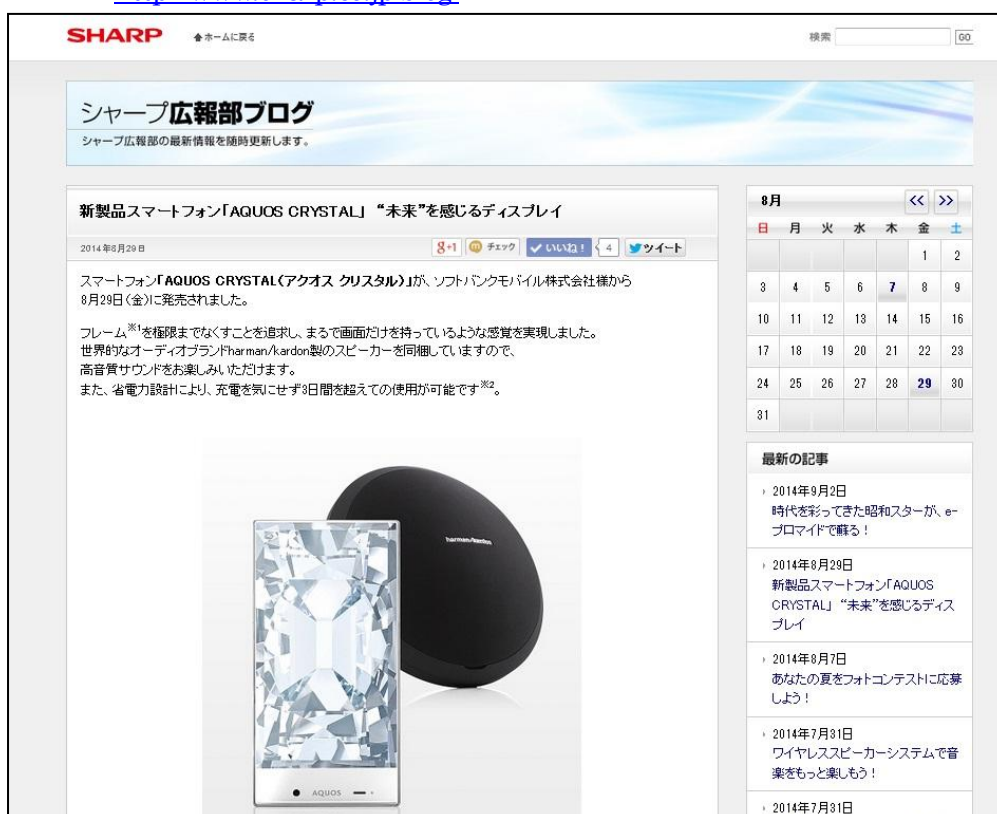 SHARP
ホームに戻る
検索
GO
シャープ広報部ブログ
シャープ広報部の最新情報を随時更新します。
新製品スマートフォン「AQUOS CRYSTAL」 “未来”を感じるディスプレイ
2014年8月29日
g+1 チェック いいね! 4 ツイート
スマートフォン「AQUOS CRYSTAL(アクオス クリスタル)」が、ソフトバンクモバイル株式会社様から
8月29日(金)に発売されました。
フレーム※1を極限までなくすことを追求し、まるで画面だけを持っているような感覚を実現しました。
世界的なオーディオブランドharman/kardon製のスピーカーを同梱していますので、
高音質サウンドをお楽しみいただけます。
また、省電力設計により、充電を気にせず3日間を超えての使用が可能です※2。
harman/kardon
AQUOS
8月 << >>
日 月 火 水 木 金 土
1 2
3 4 5 6 7 8 9
10 11 12 13 14 15 16
17 18 19 20 21 22 23
24 25 26 27 28 29 30
31
最新の記事
2014年9月2日
時代を彩ってきた昭和スターが、e-
プロマイドで蘇る!
2014年8月29日
新製品スマートフォン「AQUOS
CRYSTAL」 “未来”を感じるディス
プレイ
2014年8月7日
あなたの夏をフォトコンテストに応募
しよう!
2014年7月31日
ワイヤレススピーカーシステムで音
楽をもっと楽しもう!
2014年7月31日